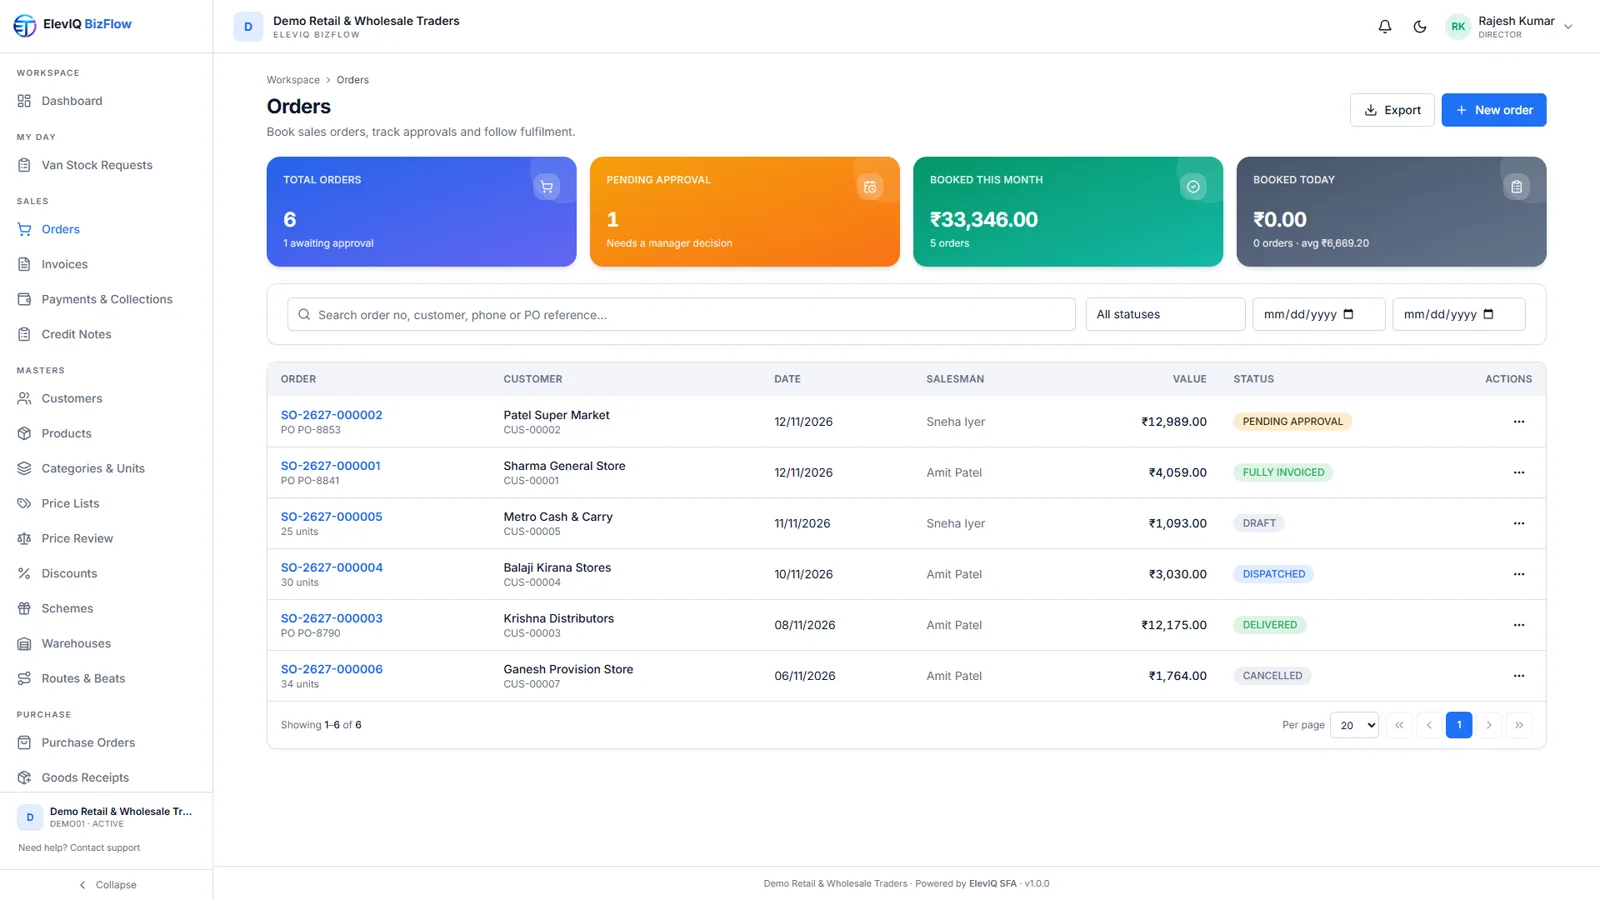 ElevIQ BizFlow
WORKSPACE
Dashboard
MY DAY
Van Stock Requests
SALES
Orders
Invoices
Payments & Collections
Credit Notes
MASTERS
Customers
Products
Categories & Units
Price Lists
Price Review
Discounts
Schemes
Warehouses
Routes & Beats
PURCHASE
Purchase Orders
Goods Receipts
D
Demo Retail & Wholesale Tr...
DEMO01 · ACTIVE
Need help? Contact support
Collapse
D
Demo Retail & Wholesale Traders
ELEVIQ BIZFLOW
RK
Rajesh Kumar
DIRECTOR
Workspace > Orders
Orders
Book sales orders, track approvals and follow fulfilment.
Export
+ New order
TOTAL ORDERS
6
1 awaiting approval
PENDING APPROVAL
1
Needs a manager decision
BOOKED THIS MONTH
₹33,346.00
5 orders
BOOKED TODAY
₹0.00
0 orders · avg ₹6,669.20
Search order no, customer, phone or PO reference...
All statuses
mm/dd/yyyy
mm/dd/yyyy
ORDER CUSTOMER DATE SALESMAN VALUE STATUS ACTIONS
SO-2627-000002 Patel Super Market 12/11/2026 Sneha Iyer ₹12,989.00 PENDING APPROVAL
PO PO-8853 CUS-00002
SO-2627-000001 Sharma General Store 12/11/2026 Amit Patel ₹4,059.00 FULLY INVOICED
PO PO-8841 CUS-00001
SO-2627-000005 Metro Cash & Carry 11/11/2026 Sneha Iyer ₹1,093.00 DRAFT
25 units CUS-00005
SO-2627-000004 Balaji Kirana Stores 10/11/2026 Amit Patel ₹3,030.00 DISPATCHED
30 units CUS-00004
SO-2627-000003 Krishna Distributors 08/11/2026 Amit Patel ₹12,175.00 DELIVERED
PO PO-8790 CUS-00003
SO-2627-000006 Ganesh Provision Store 06/11/2026 Amit Patel ₹1,764.00 CANCELLED
34 units CUS-00007
Showing 1–6 of 6
Per page 20 « ‹ 1 › »
Demo Retail & Wholesale Traders · Powered by ElevIQ SFA · v1.0.0